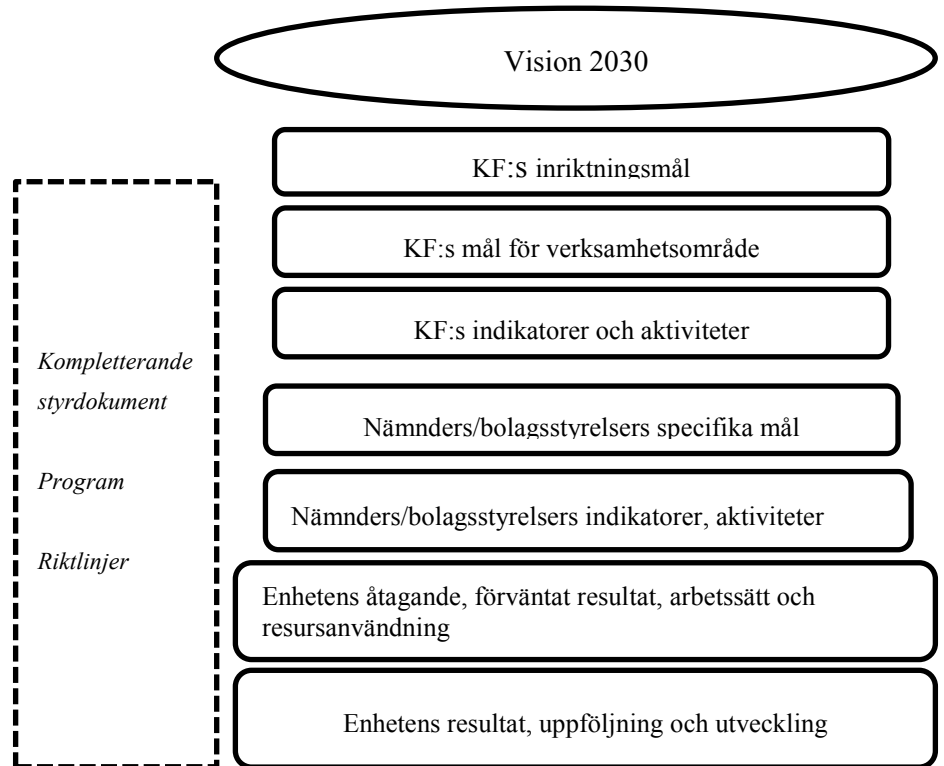 Vision 2030
KF:s inriktningsmål
KF:s mål för verksamhetsområde
KF:s indikatorer och aktiviteter
Kompletterande
styrdokument
Program
Riktlinjer
Nämnders/bolagsstyrelsers specifika mål
Nämnders/bolagsstyrelsers indikatorer, aktiviteter
Enhetens åtagande, förväntat resultat, arbetssätt och
resursanvändning
Enhetens resultat, uppföljning och utveckling